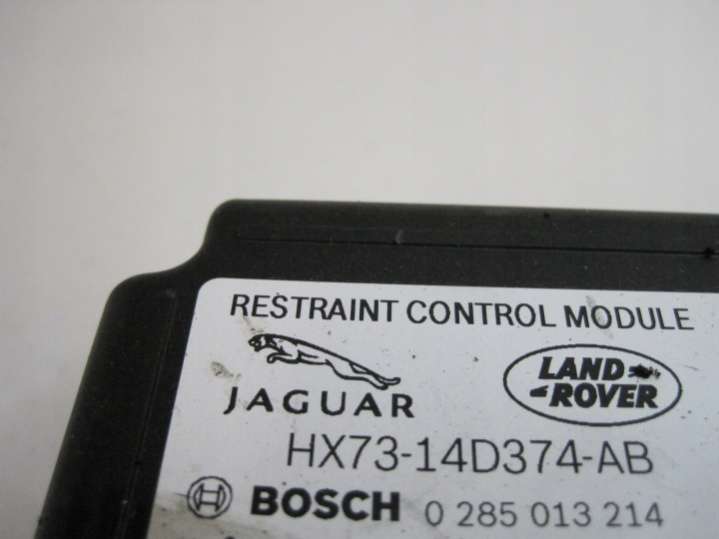 RESTRAINT CONTROL MODULE
JAGUAR
LAND
ROVER
HX73-14D374-AB
BOSCH 0 285 013 214